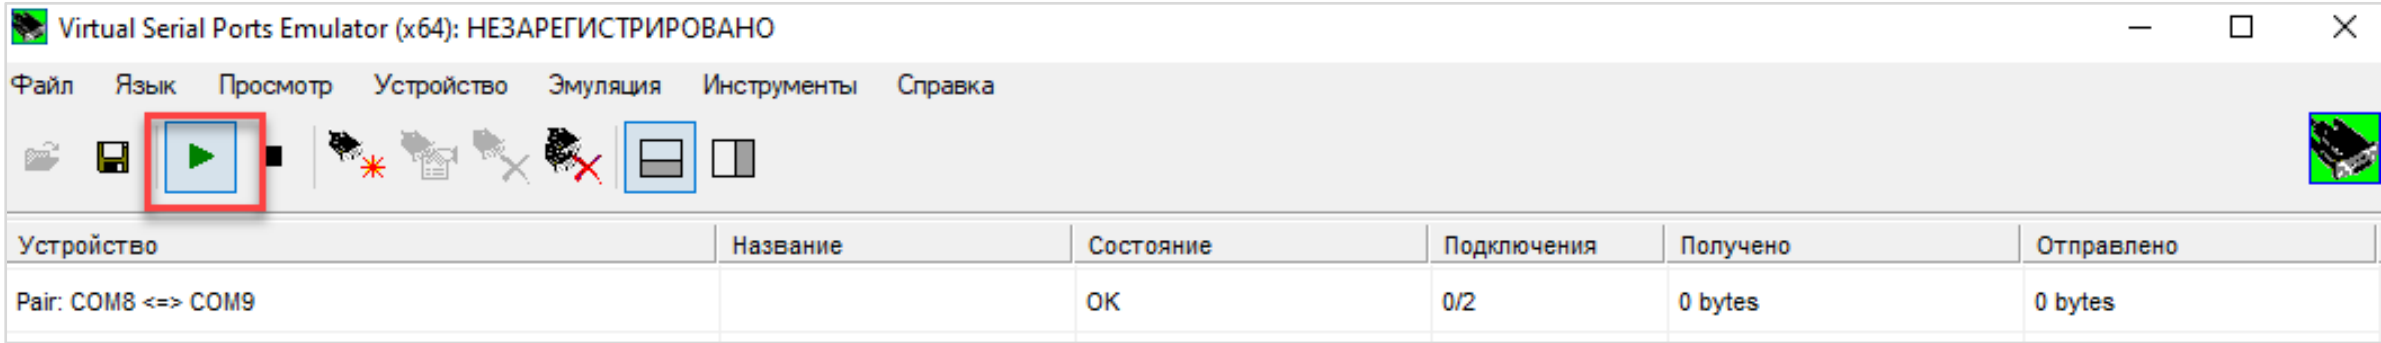 Virtual Serial Ports Emulator (x64): НЕЗАРЕГИСТРИРОВАНО
Файл Язык Просмотр Устройство Эмуляция Инструменты Справка
Устройство Название Состояние Подключения Получено Отправлено
Pair: COM8 <=> COM9 OK 0/2 0 bytes 0 bytes